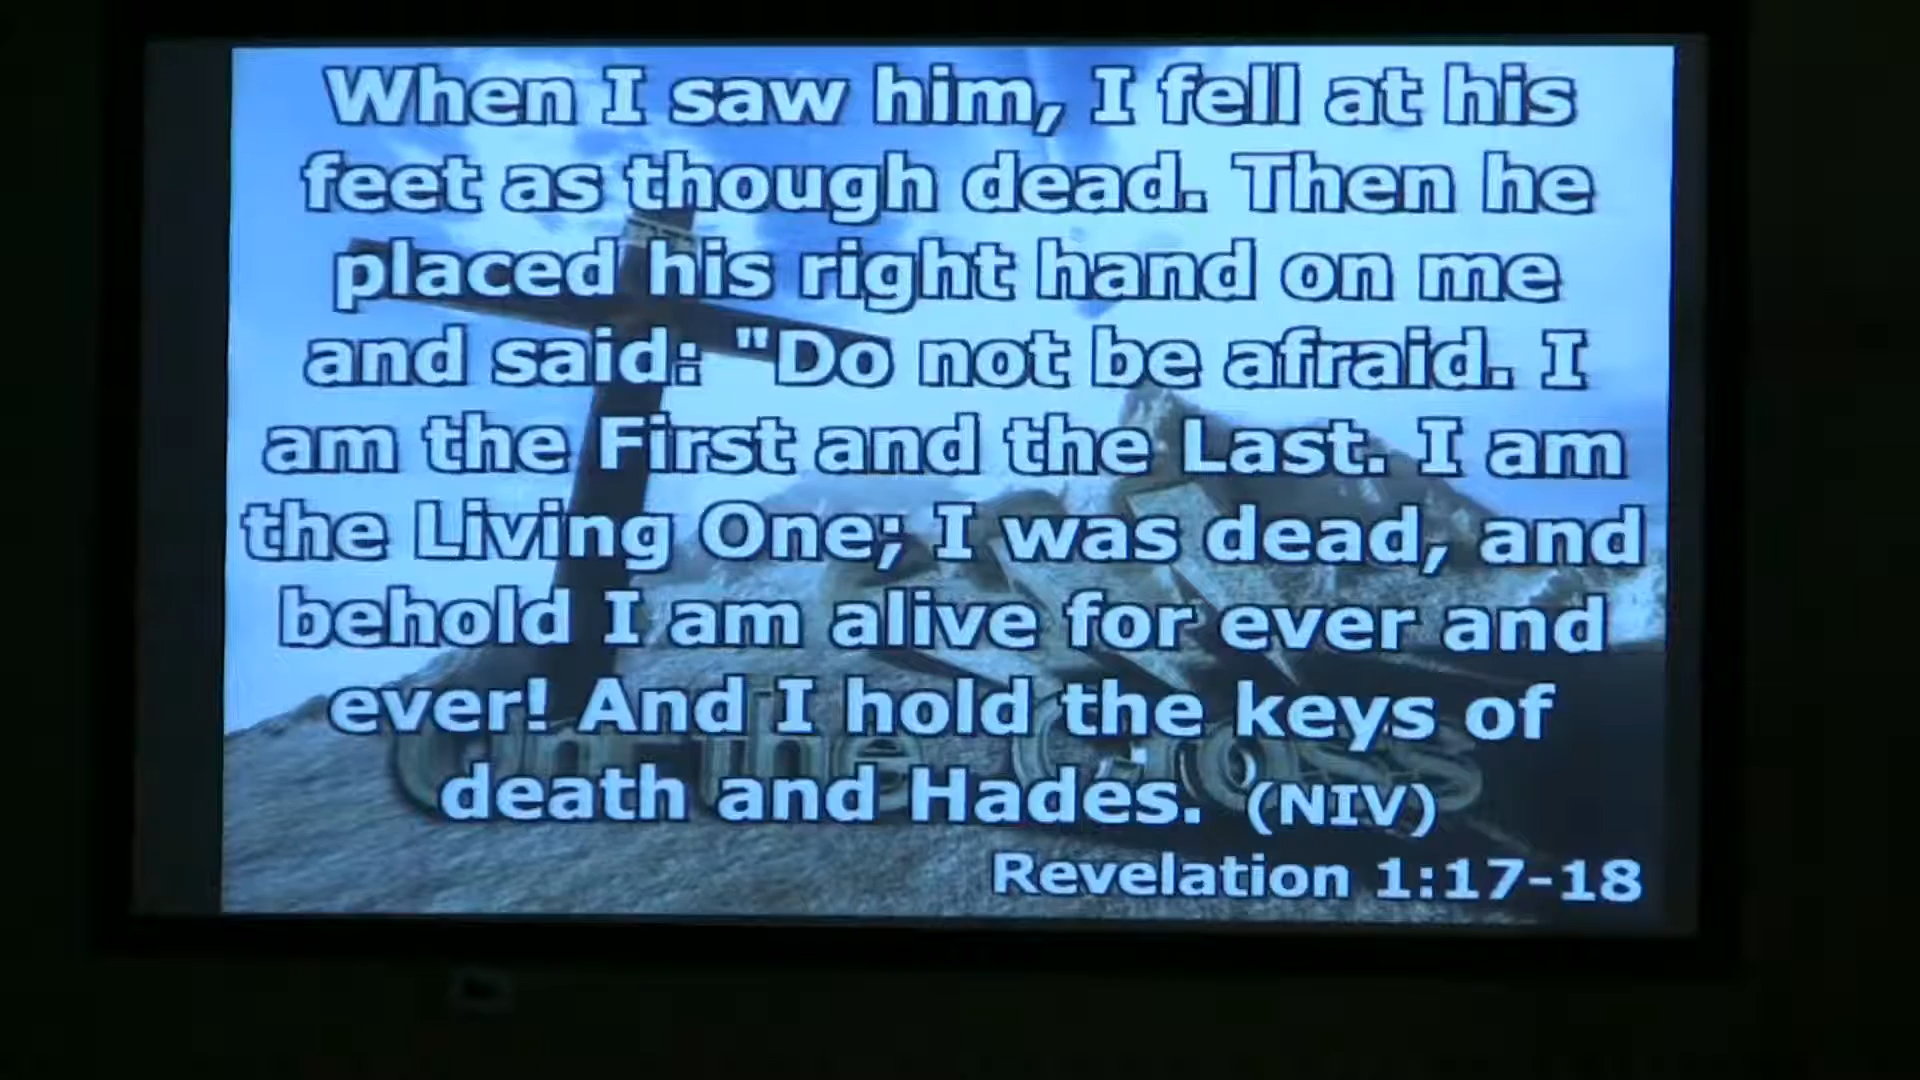 When I saw him, I fell at his
feet as though dead. Then he
placed his right hand on me
and said: "Do not be afraid. I
am the First and the Last. I am
the Living One; I was dead, and
behold I am alive for ever and
ever! And I hold the keys of
death and Hades. (NIV)
Revelation 1:17-18
On the Cross